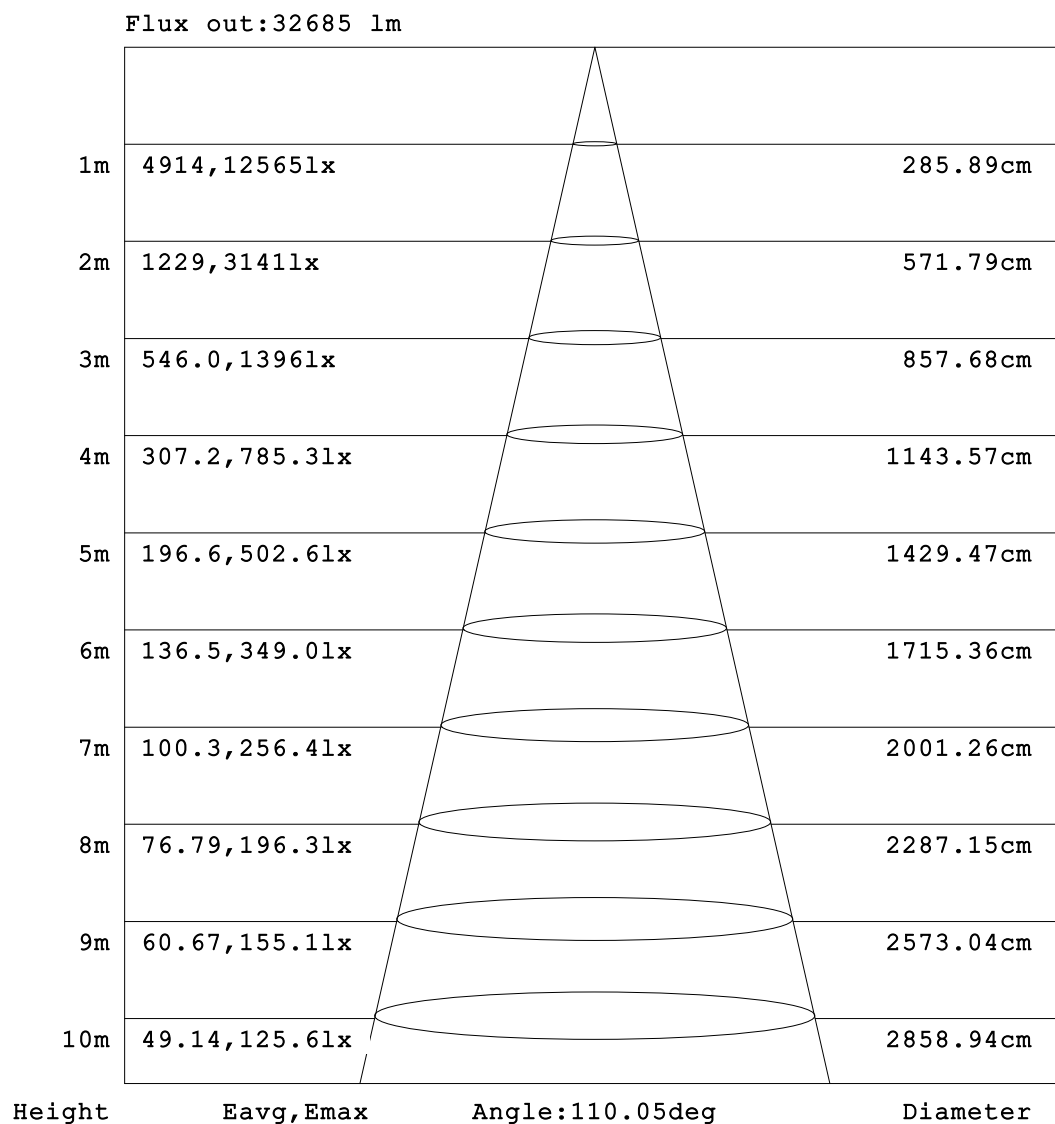 Flux out:32685 lm
1m 4914,12565lx 285.89cm
2m 1229,3141lx 571.79cm
3m 546.0,1396lx 857.68cm
4m 307.2,785.3lx 1143.57cm
5m 196.6,502.6lx 1429.47cm
6m 136.5,349.0lx 1715.36cm
7m 100.3,256.4lx 2001.26cm
8m 76.79,196.3lx 2287.15cm
9m 60.67,155.1lx 2573.04cm
10m 49.14,125.6lx 2858.94cm
Height Eavg,Emax Angle:110.05deg Diameter